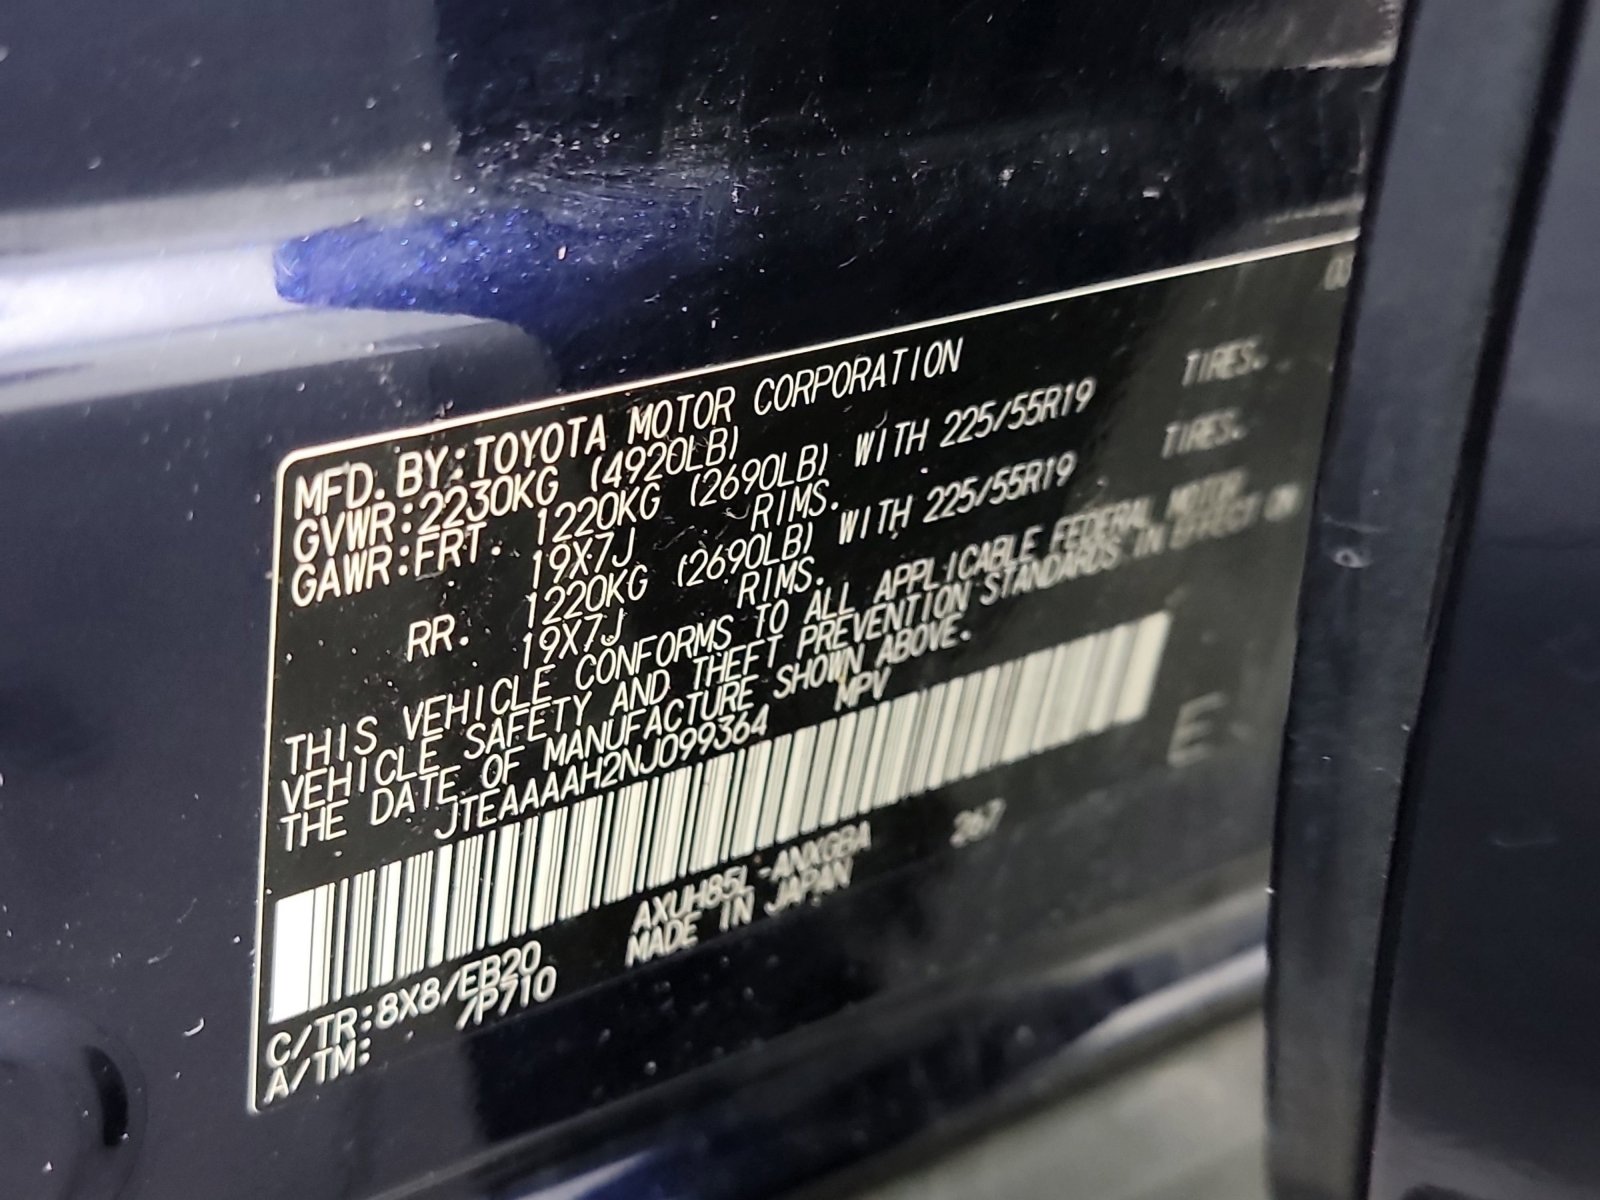 MFD. BY:TOYOTA MOTOR CORPORATION
GVWR:2230KG (4920LB)
GAWR:FRT. 1220KG (2690LB) WITH 225/55R19 TIRES.
19X7J RIMS.
RR. 1220KG (2690LB) WITH 225/55R19 TIRES.
19X7J RIMS.
THIS VEHICLE CONFORMS TO ALL APPLICABLE FEDERAL MOTOR
VEHICLE SAFETY AND THEFT PREVENTION STANDARDS IN EFFECT ON
THE DATE OF MANUFACTURE SHOWN ABOVE.
JTEAAAAH2NJ099364 MPV
E
C/TR:8X8/EB20 AXUH85L-ANXGBA 267
A/TM: /P710 MADE IN JAPAN